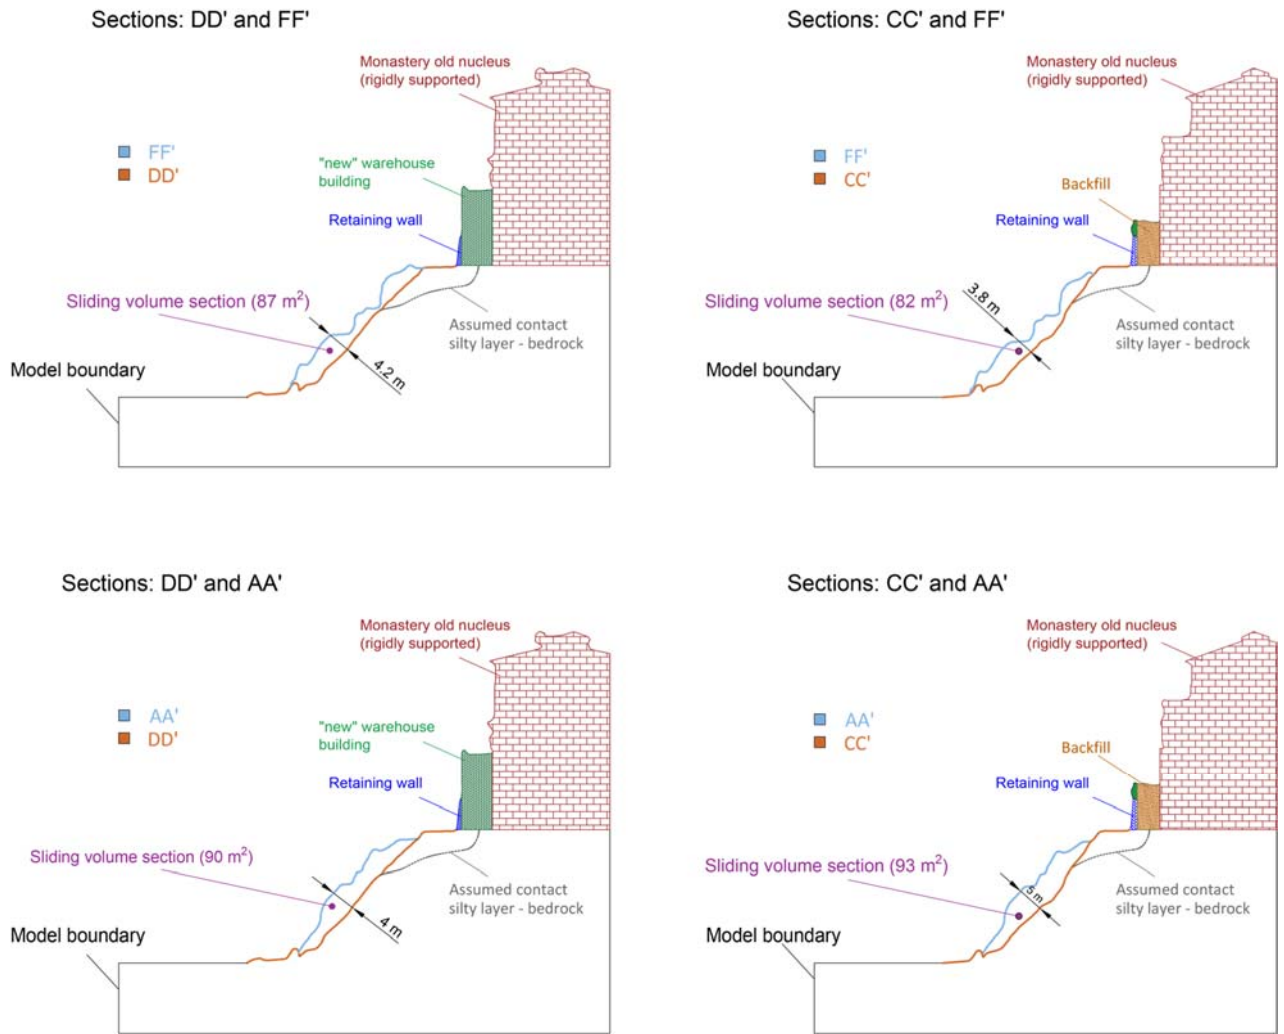 Sections: DD' and FF'
Monastery old nucleus
(rigidly supported)
FF'
DD'
"new" warehouse
building
Retaining wall
Sliding volume section (87 m²)
Assumed contact
silty layer - bedrock
4.2 m
Model boundary
Sections: CC' and FF'
Monastery old nucleus
(rigidly supported)
FF'
CC'
Backfill
Retaining wall
3.8 m
Sliding volume section (82 m²)
Assumed contact
silty layer - bedrock
Model boundary
Sections: DD' and AA'
Monastery old nucleus
(rigidly supported)
AA'
DD'
"new" warehouse
building
Retaining wall
Sliding volume section (90 m²)
Assumed contact
silty layer - bedrock
4 m
Model boundary
Sections: CC' and AA'
Monastery old nucleus
(rigidly supported)
AA'
CC'
Backfill
Retaining wall
Sliding volume section (93 m²)
5 m
Assumed contact
silty layer - bedrock
Model boundary